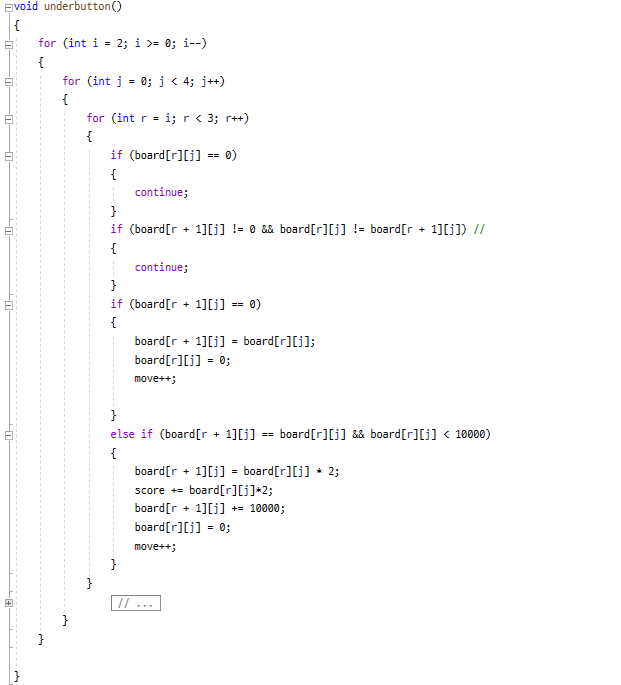 void underbutton()
{
    for (int i = 2; i >= 0; i--)
    {
        for (int j = 0; j < 4; j++)
        {
            for (int r = i; r < 3; r++)
            {
                if (board[r][j] == 0)
                {
                    continue;
                }
                if (board[r + 1][j] != 0 && board[r][j] != board[r + 1][j]) //
                {
                    continue;
                }
                if (board[r + 1][j] == 0)
                {
                    board[r + 1][j] = board[r][j];
                    board[r][j] = 0;
                    move++;

                }
                else if (board[r + 1][j] == board[r][j] && board[r][j] < 10000)
                {
                    board[r + 1][j] = board[r][j] * 2;
                    score += board[r][j]*2;
                    board[r + 1][j] += 10000;
                    board[r][j] = 0;
                    move++;
                }
            }
                // ...
        }
    }

}